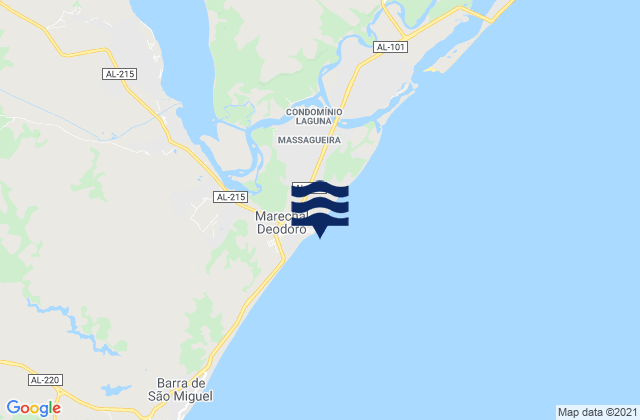 AL-101
AL-215
CONDOMÍNIO
LAGUNA
MASSAGUEIRA
AL-215
Marechal
Deodoro
AL-220
Barra de
São Miguel
Google
Map data ©2021